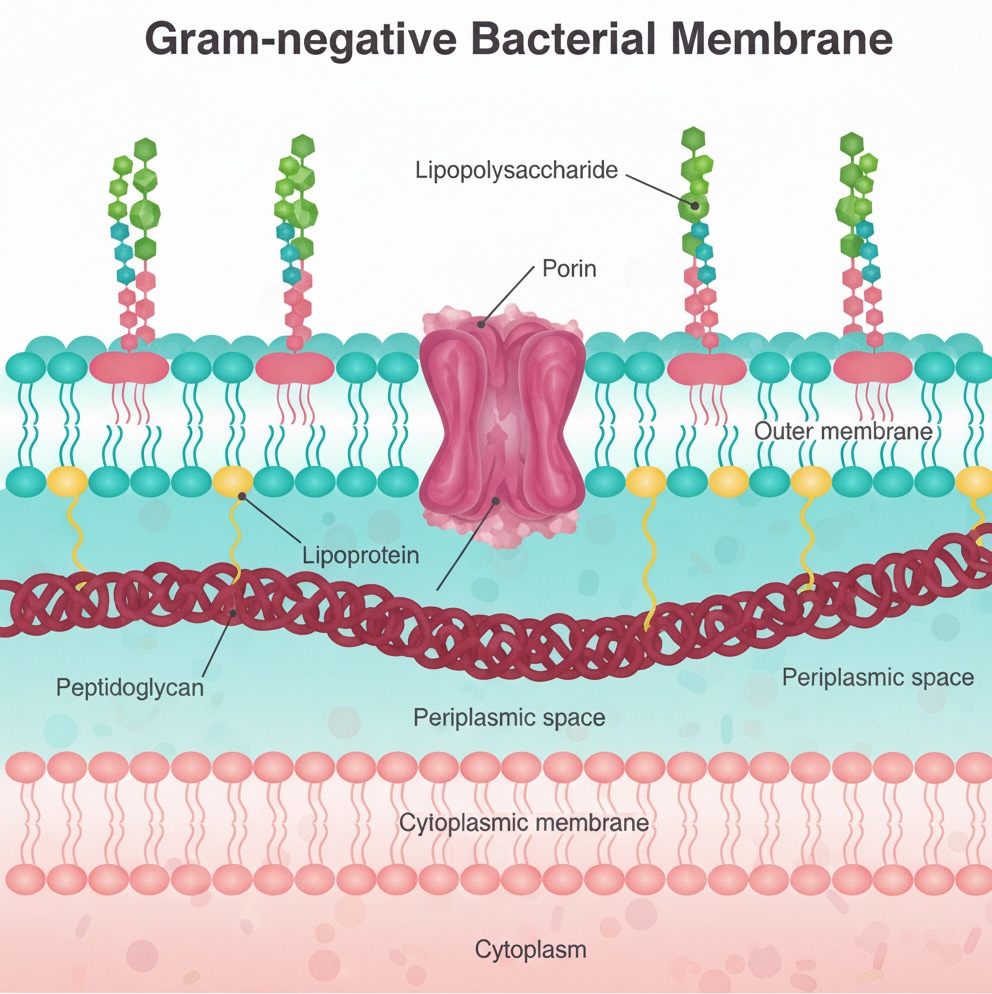 Gram-negative Bacterial Membrane
Lipopolysaccharide
Porin
Outer membrane
Lipoprotein
Peptidoglycan
Periplasmic space
Periplasmic space
Cytoplasmic membrane
Cytoplasm